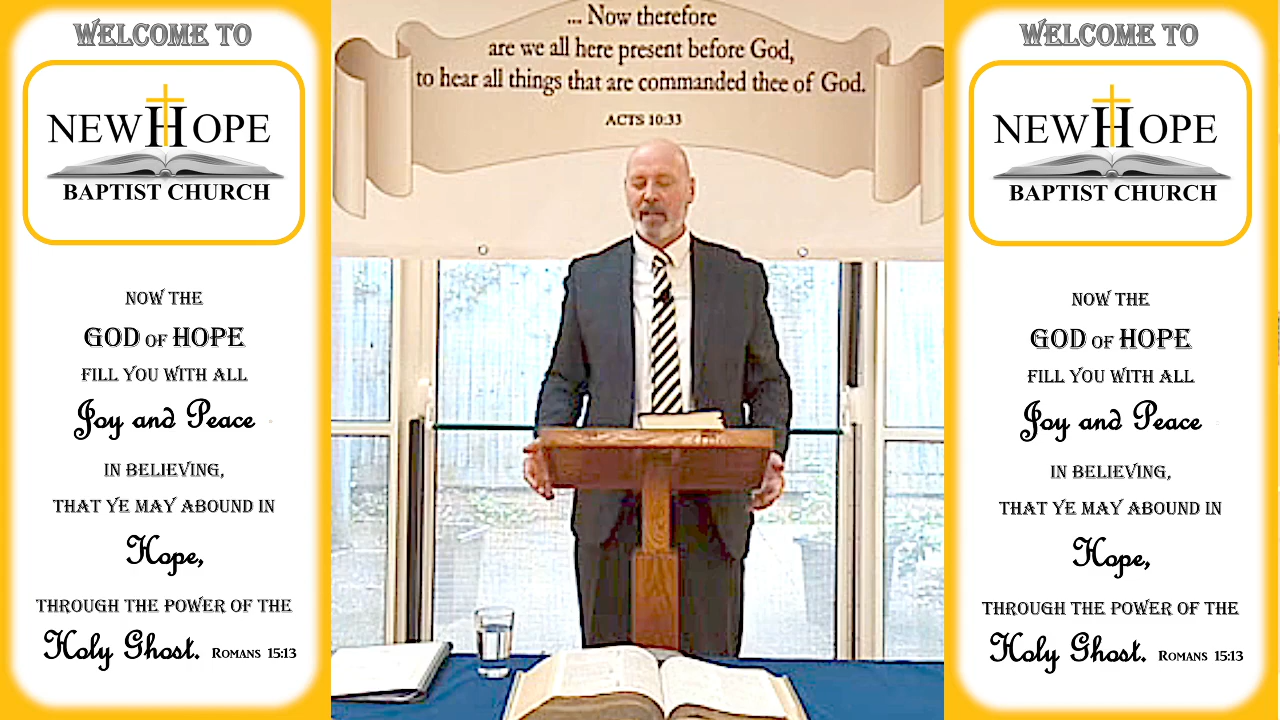 WELCOME TO
NEW HOPE
BAPTIST CHURCH
NOW THE
GOD OF HOPE
FILL YOU WITH ALL
Joy and Peace
IN BELIEVING,
THAT YE MAY ABOUND IN
Hope,
THROUGH THE POWER OF THE
Holy Ghost. ROMANS 15:13
... Now therefore
are we all here present before God,
to hear all things that are commanded thee of God.
ACTS 10:33
WELCOME TO
NEW HOPE
BAPTIST CHURCH
NOW THE
GOD OF HOPE
FILL YOU WITH ALL
Joy and Peace
IN BELIEVING,
THAT YE MAY ABOUND IN
Hope,
THROUGH THE POWER OF THE
Holy Ghost. ROMANS 15:13